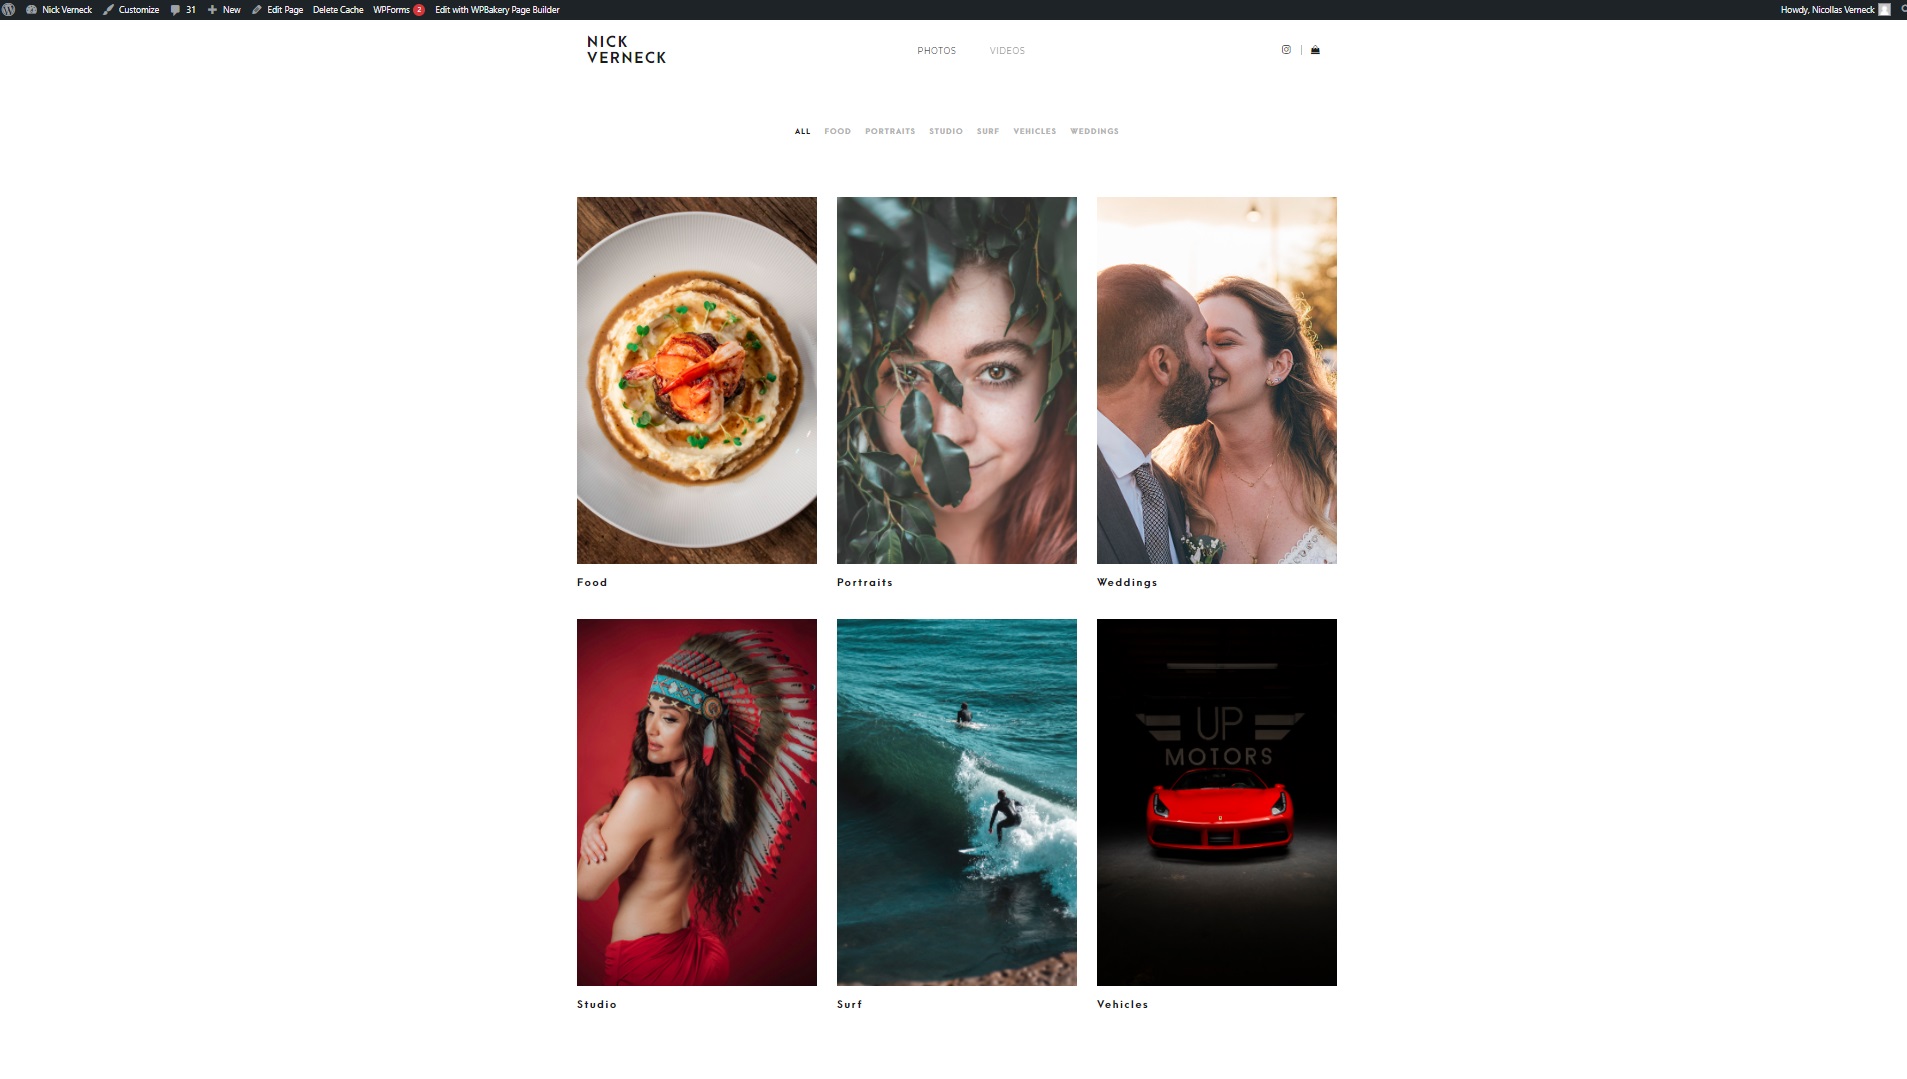 Nick Verneck Customize 31 New Edit Page Delete Cache WPForms 2 Edit with WPBakery Page Builder Howdy, Nicollas Verneck
NICK
VERNECK
PHOTOS VIDEOS
ALL FOOD PORTRAITS STUDIO SURF VEHICLES WEDDINGS
Food
Portraits
Weddings
UP
MOTORS
Studio
Surf
Vehicles